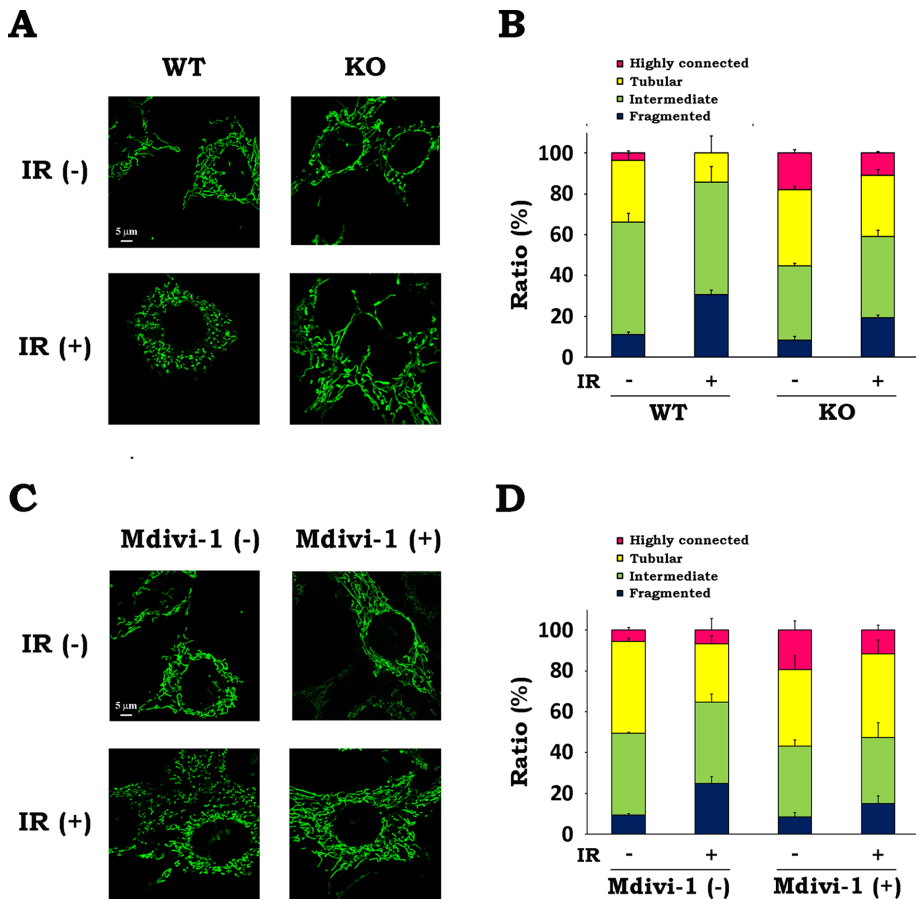 A
WT KO
IR (-)
5 µm
IR (+)
B
Highly connected
Tubular
Intermediate
Fragmented
Ratio (%)
100
80
60
40
20
0
IR - + - +
WT KO
C
Mdivi-1 (-) Mdivi-1 (+)
IR (-)
5 µm
IR (+)
D
Highly connected
Tubular
Intermediate
Fragmented
Ratio (%)
100
80
60
40
20
0
IR - + - +
Mdivi-1 (-) Mdivi-1 (+)